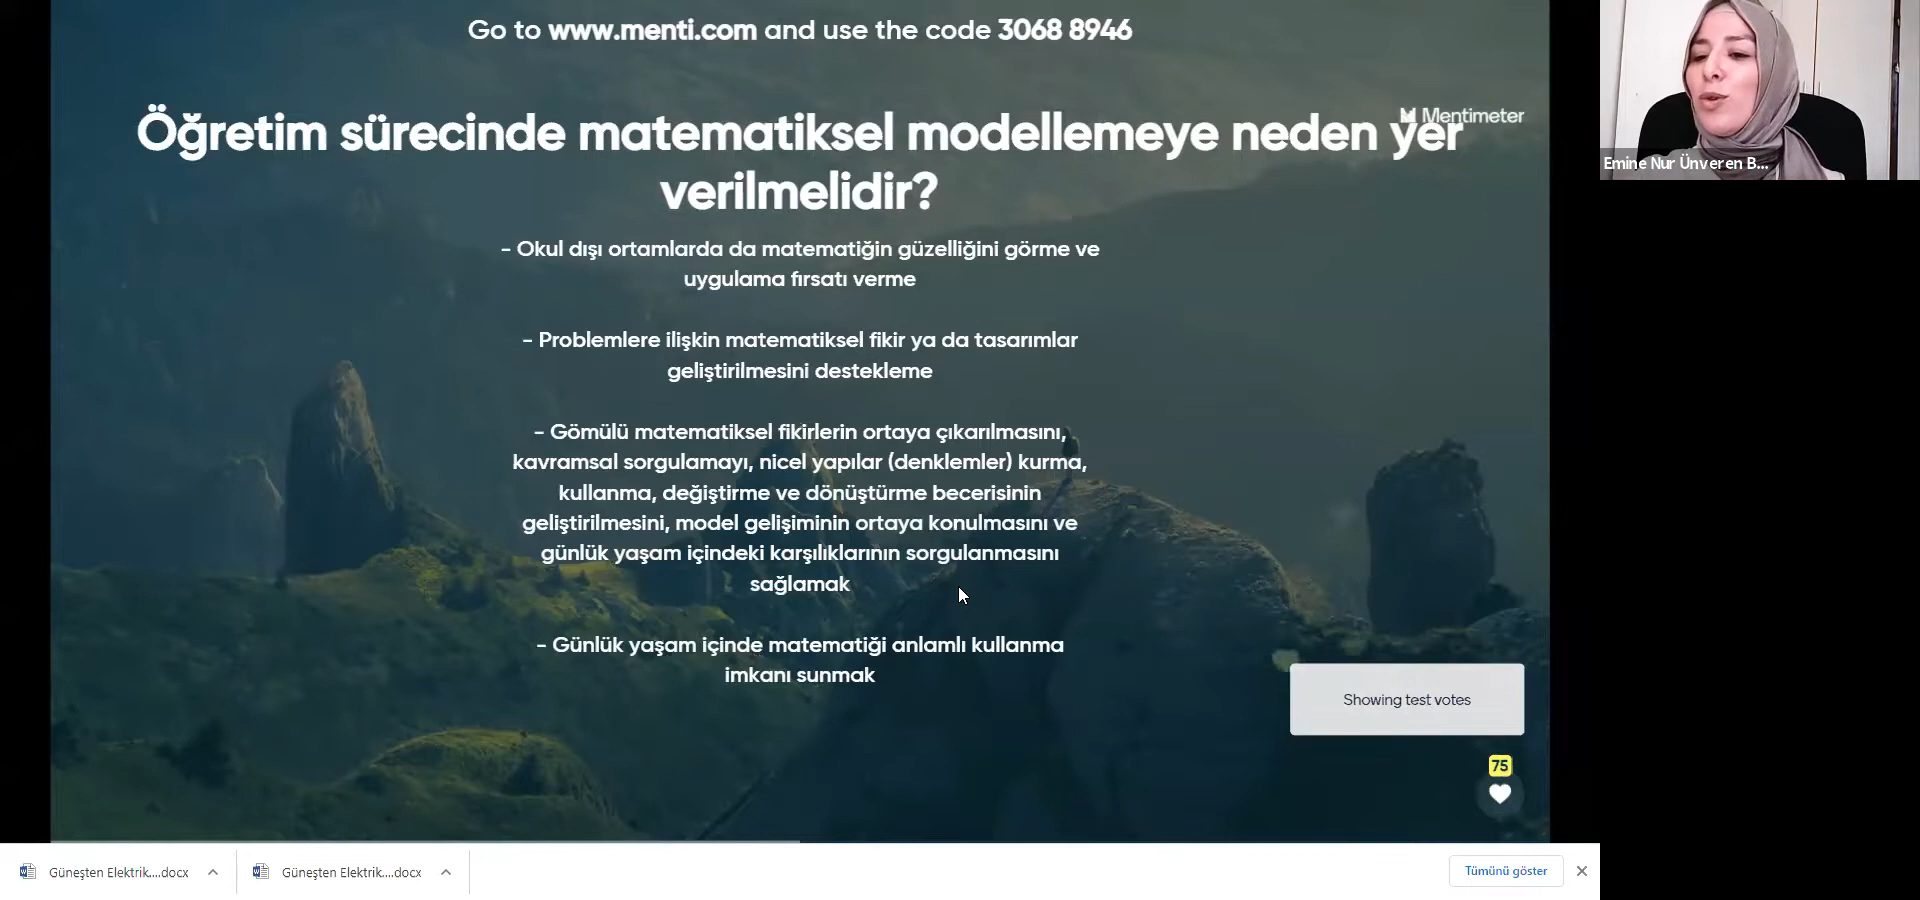 Go to www.menti.com and use the code 3068 8946
Mentimeter
Öğretim sürecinde matematiksel modellemeye neden yer
verilmelidir?
- Okul dışı ortamlarda da matematiğin güzelliğini görme ve
uygulama fırsatı verme
- Problemlere ilişkin matematiksel fikir ya da tasarımlar
geliştirilmesini destekleme
- Gömülü matematiksel fikirlerin ortaya çıkarılmasını,
kavramsal sorgulamayı, nicel yapılar (denklemler) kurma,
kullanma, değiştirme ve dönüştürme becerisinin
geliştirilmesini, model gelişiminin ortaya konulmasını ve
günlük yaşam içindeki karşılıklarının sorgulanmasını
sağlamak
- Günlük yaşam içinde matematiği anlamlı kullanma
imkanı sunmak
Showing test votes
75
Emine Nur Ünveren B...
Güneşten Elektrik....docx
Güneşten Elektrik....docx
Tümünü göster